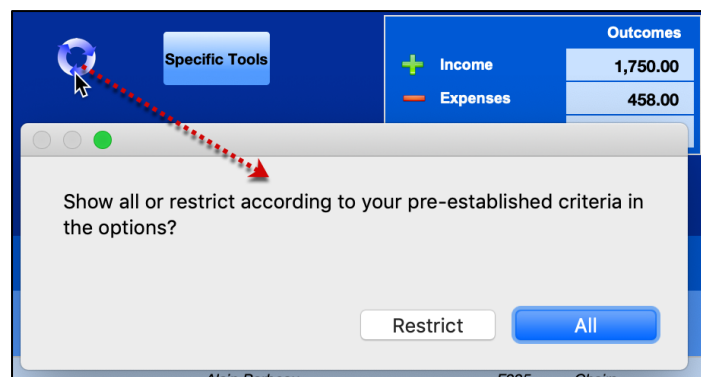 Outcomes
Specific Tools
Income 1,750.00
Expenses 458.00
Show all or restrict according to your pre-established criteria in
the options?
Restrict All